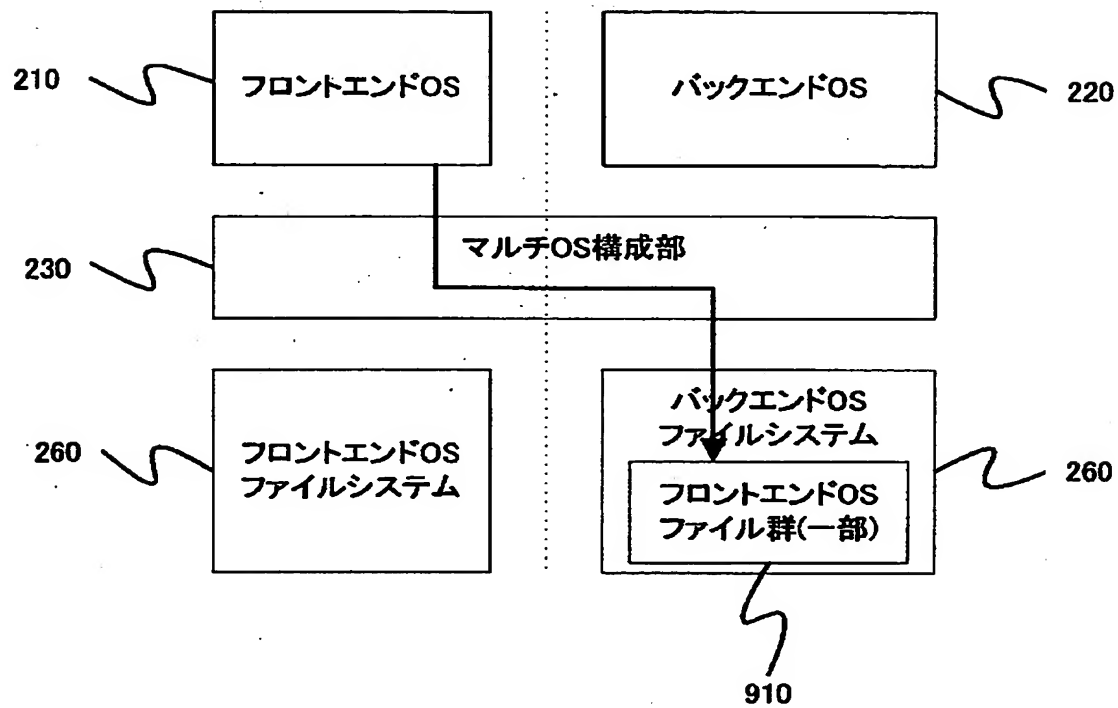 210
フロントエンドOS
バックエンドOS
220
マルチOS構成部
230
260
フロントエンドOS
ファイルシステム
バックエンドOS
ファイルシステム
フロントエンドOS
ファイル群(一部)
260
910